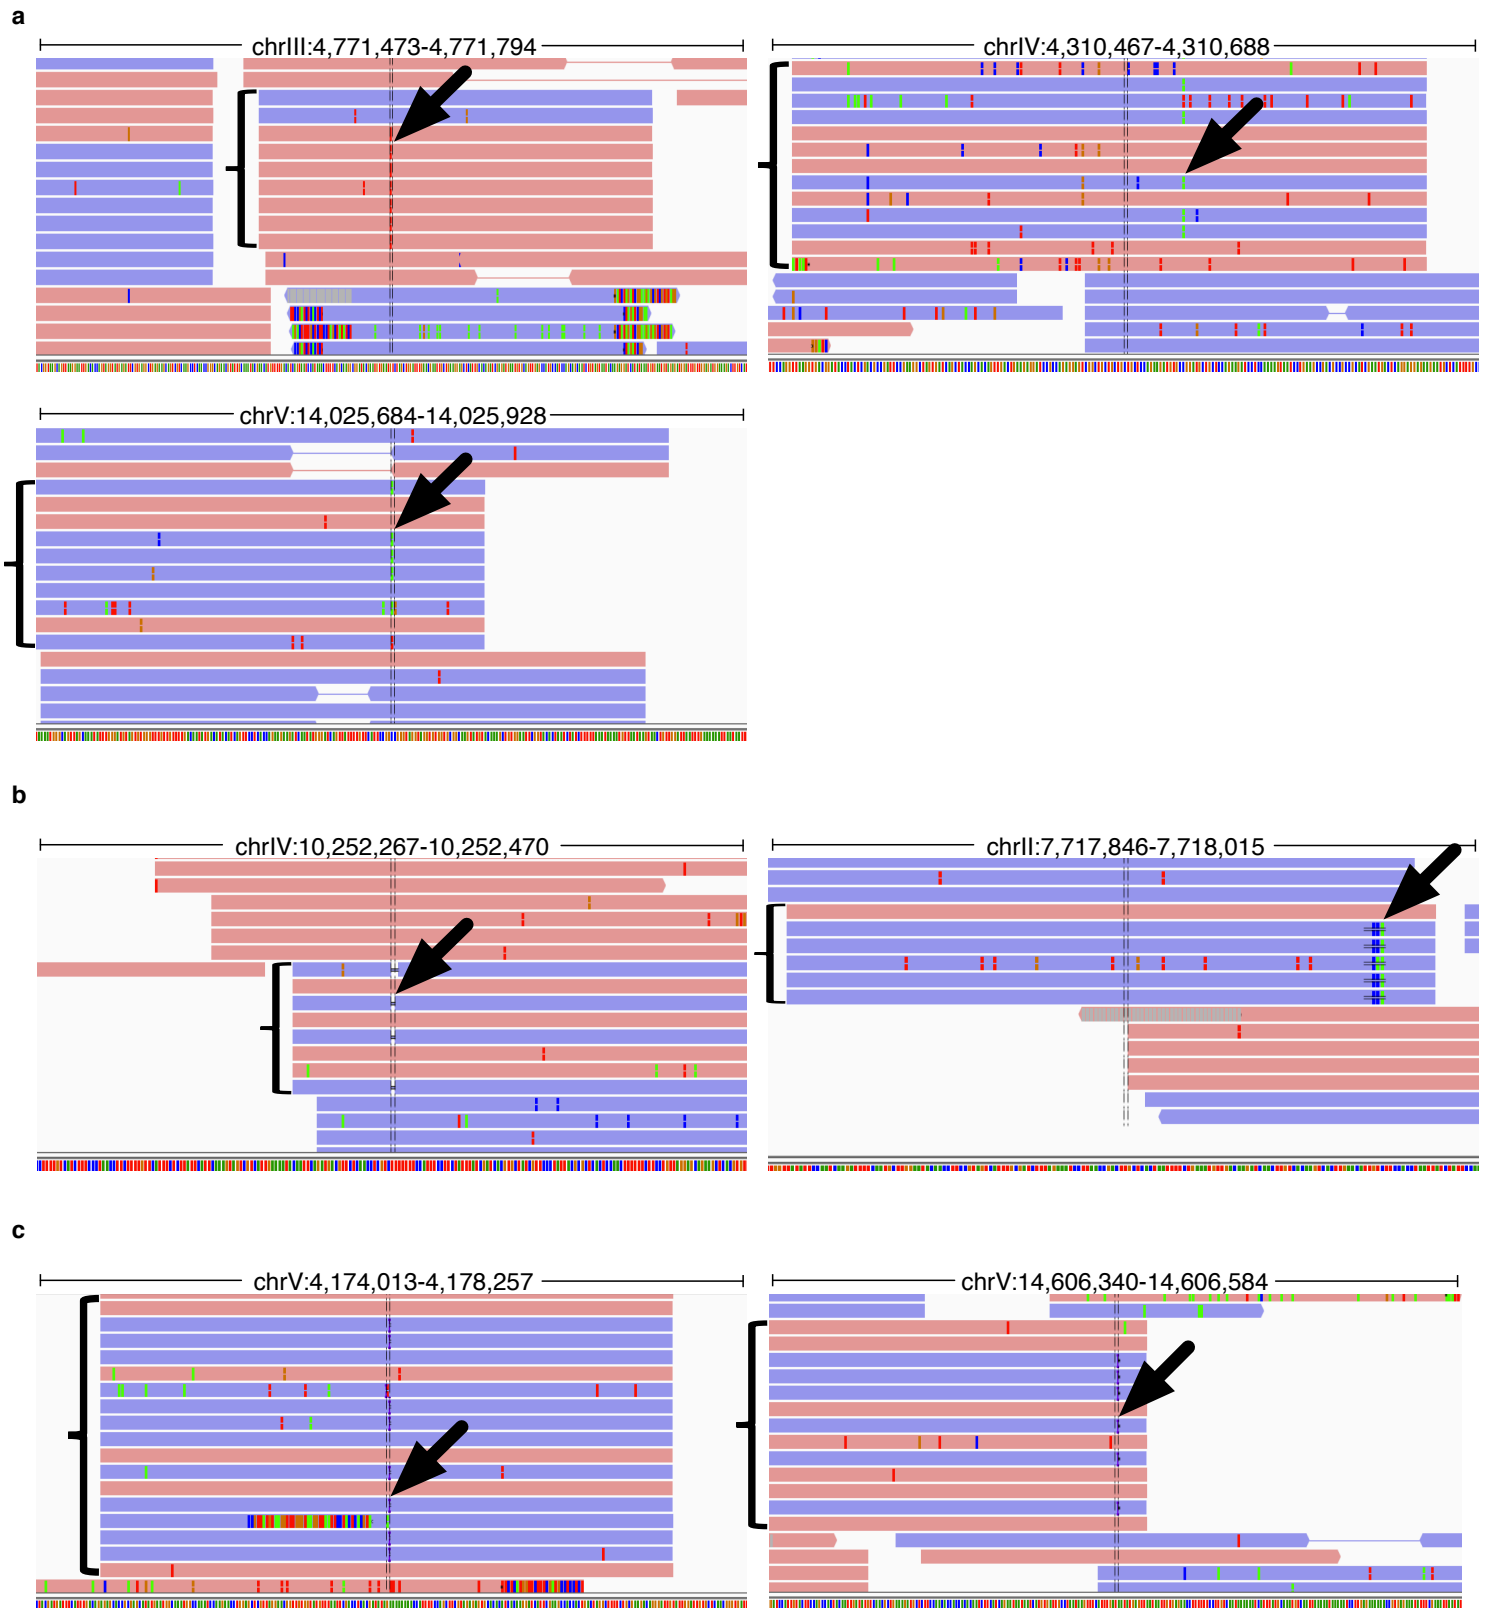 a
chrIII:4,771,473-4,771,794
chrIV:4,310,467-4,310,688
chrV:14,025,684-14,025,928
b
chrIV:10,252,267-10,252,470
chrII:7,717,846-7,718,015
c
chrV:4,174,013-4,178,257
chrV:14,606,340-14,606,584